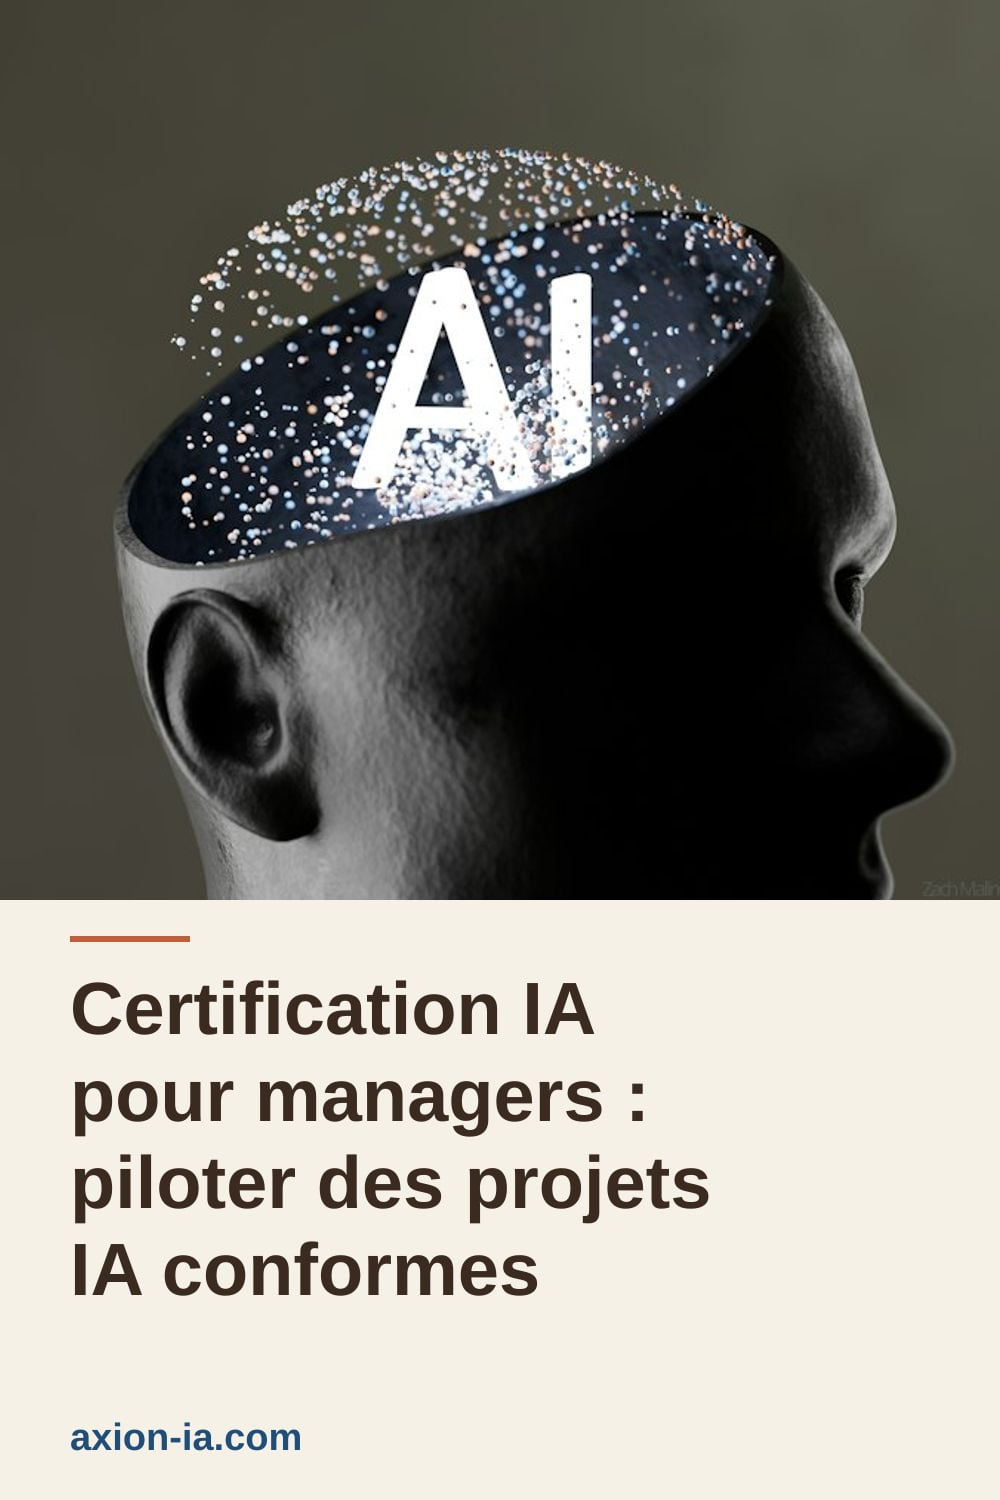 AI
Certification IA
pour managers :
piloter des projets
IA conformes
axion-ia.com